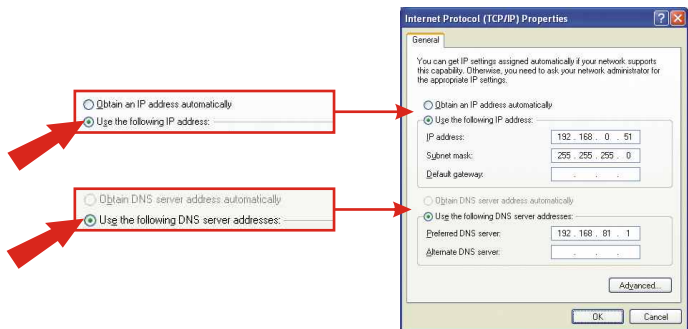 Obtain an IP address automatically
Use the following IP address:
Obtain DNS server address automatically
Use the following DNS server addresses:
Internet Protocol (TCP/IP) Properties
General
You can get IP settings assigned automatically if your network supports
this capability. Otherwise, you need to ask your network administrator for
the appropriate IP settings.
Obtain an IP address automatically
Use the following IP address:
IP address: 192 . 168 . 0 . 51
Subnet mask: 255 . 255 . 255 . 0
Default gateway: . . .
Obtain DNS server address automatically
Use the following DNS server addresses:
Preferred DNS server: 192 . 168 . 81 . 1
Alternate DNS server: . . .
Advanced...
OK Cancel